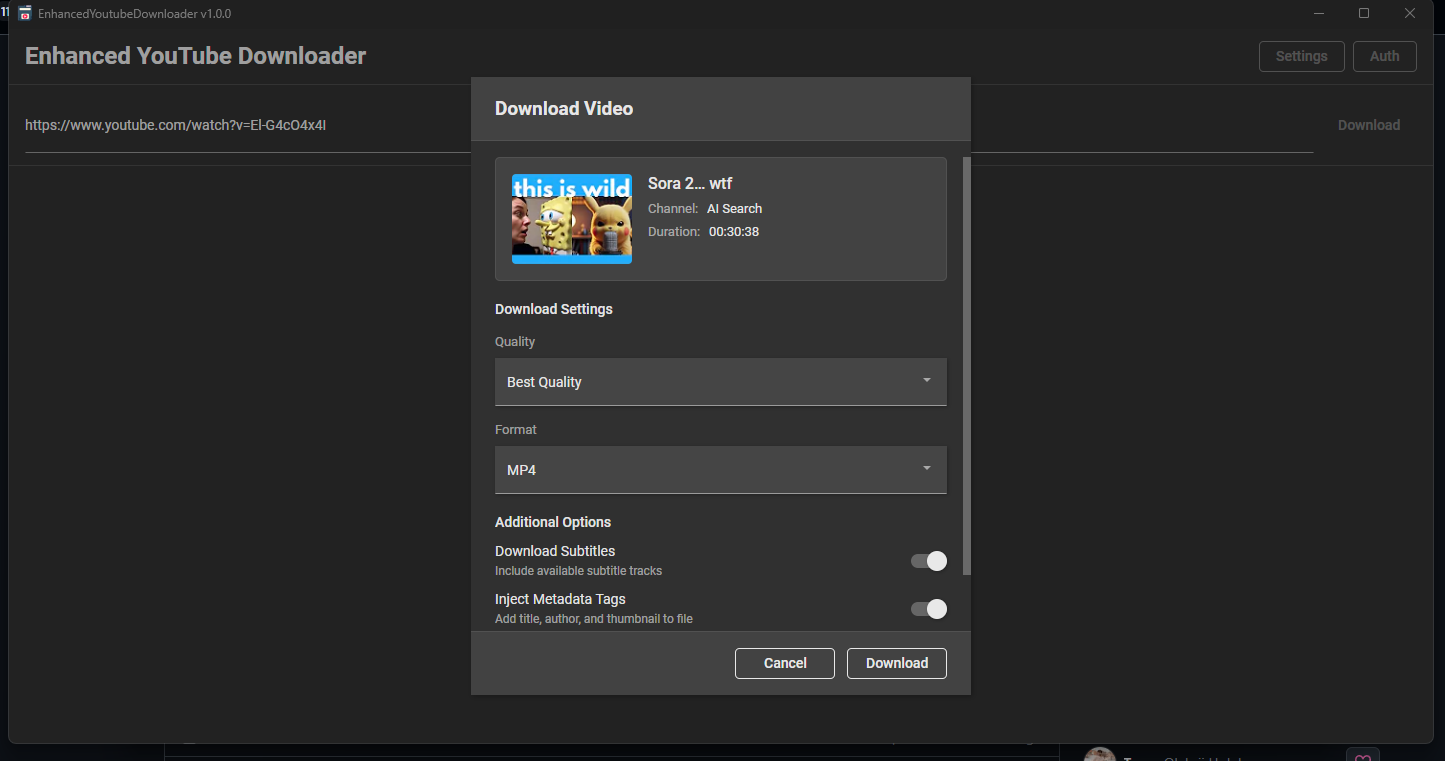 11
EnhancedYoutubeDownloader v1.0.0
Enhanced YouTube Downloader
Settings
Auth
https://www.youtube.com/watch?v=El-G4cO4x4I
Download
Download Video
this is wild
Sora 2... wtf
Channel: AI Search
Duration: 00:30:38
Download Settings
Quality
Best Quality
Format
MP4
Additional Options
Download Subtitles
Include available subtitle tracks
Inject Metadata Tags
Add title, author, and thumbnail to file
Cancel
Download